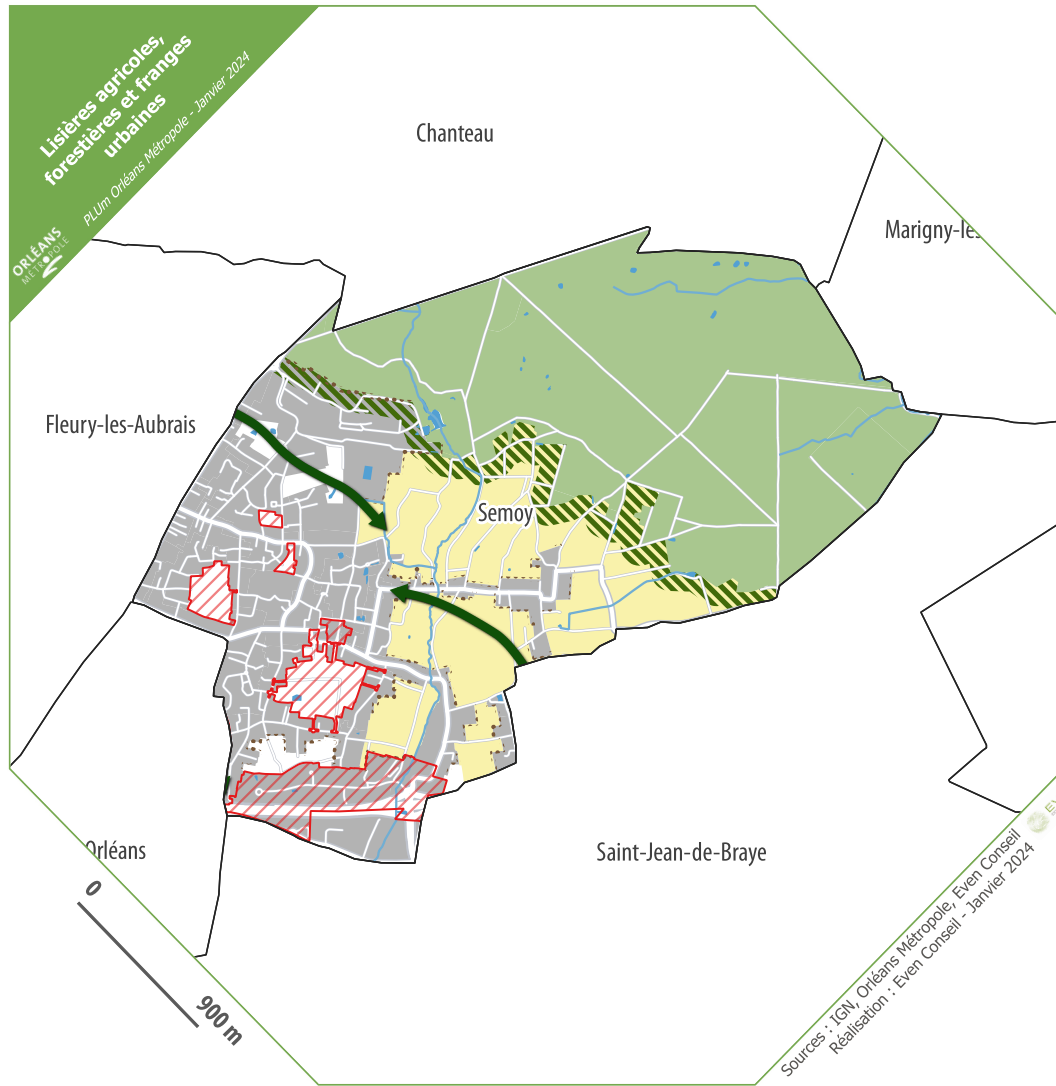 Lisières agricoles,
forestières et franges
urbaines
PLUm Orléans Métropole - Janvier 2024
ORLÉANS
MÉTROPOLE
Chanteau
Marigny-les
Fleury-les-Aubrais
Semoy
Orléans
Saint-Jean-de-Braye
0
900 m
Sources : IGN, Orléans Métropole, Even Conseil
Réalisation : Even Conseil - Janvier 2024